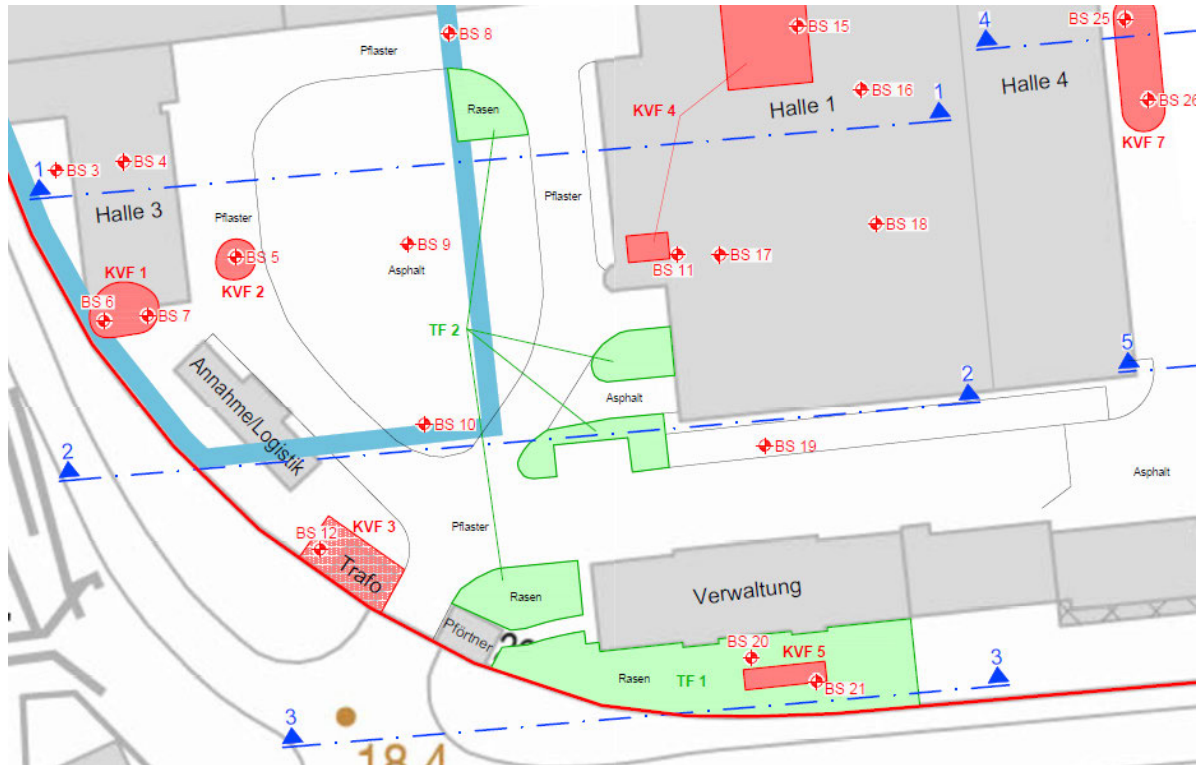 BS 8
Pflaster
BS 15
4
BS 25
Halle 4
Rasen
KVF 4
BS 16
1
Halle 1
BS 26
KVF 7
BS 3
BS 4
1
Halle 3
Pflaster
Pflaster
BS 18
BS 5
BS 9
Asphalt
BS 11
BS 17
KVF 1
KVF 2
BS 6
BS 7
TF 2
5
Annahme/Logistik
Asphalt
2
BS 10
BS 19
2
Asphalt
BS 12
KVF 3
Pflaster
Trafo
Rasen
Verwaltung
Pförtner
BS 20
KVF 5
Rasen
TF 1
BS 21
3
3
18.4